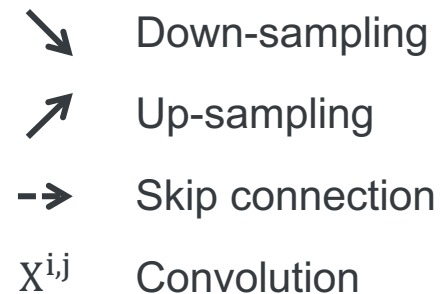 Down-sampling
Up-sampling
Skip connection
Xi,j Convolution